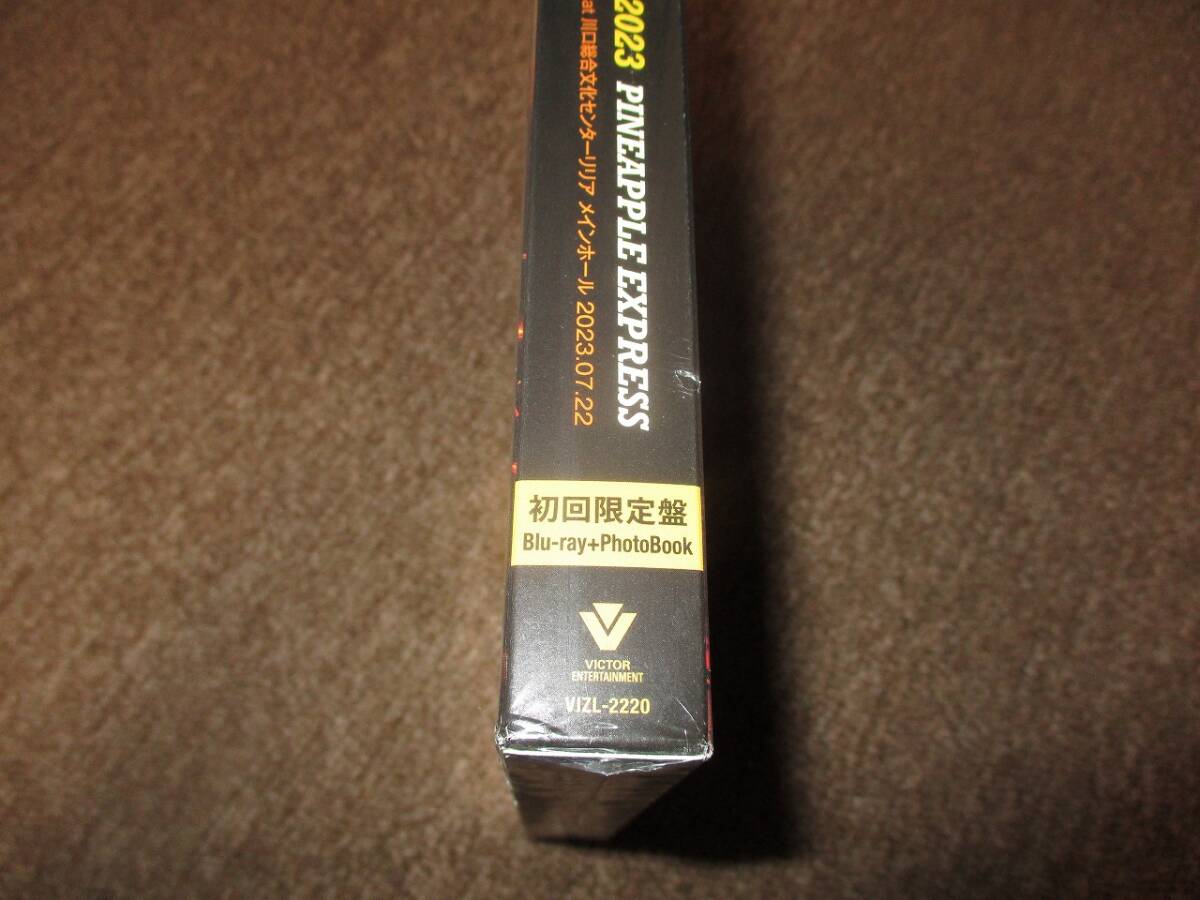 2023 PINEAPPLE EXPRESS
at 川口総合文化センターリリア メインホール 2023.07.22
初回限定盤
Blu-ray+PhotoBook
VICTOR
ENTERTAINMENT
VIZL-2220